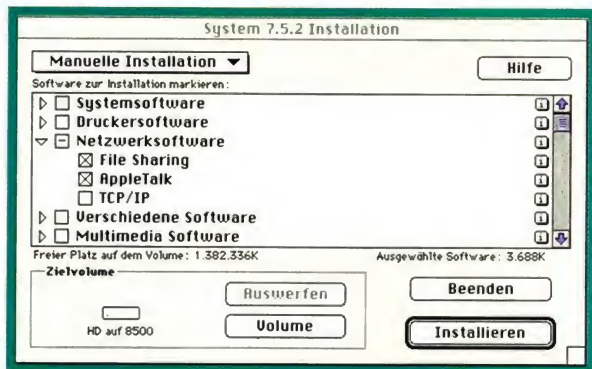 System 7.5.2 Installation
Manuelle Installation
Hilfe
Software zur Installation markieren:
Systemsoftware
Druckersoftware
Netzwerksoftware
File Sharing
AppleTalk
TCP/IP
Verschiedene Software
Multimedia Software
Freier Platz auf dem Volume: 1.382.336K
Ausgewählte Software: 3.688K
Zielvolume
Auswerfen
Beenden
HD auf 8500
Volume
Installieren